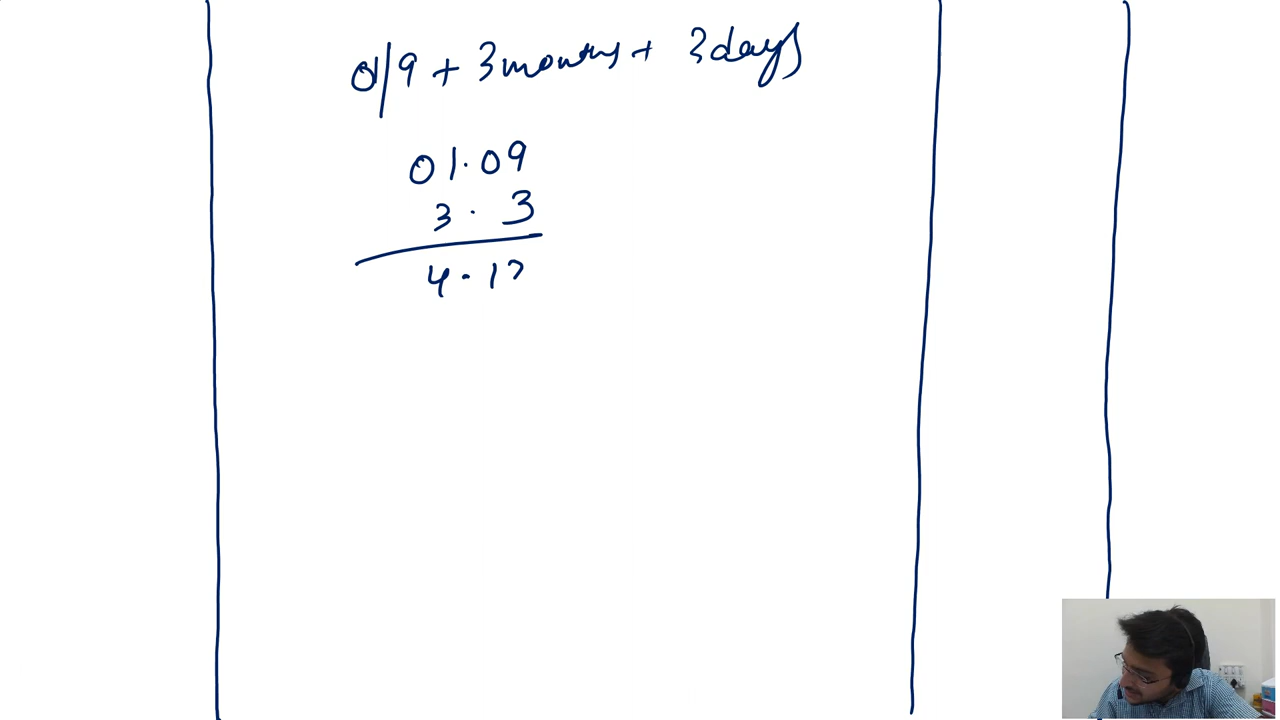 01/9 + 3 months + 3 days
01.09
3. 3
4.12